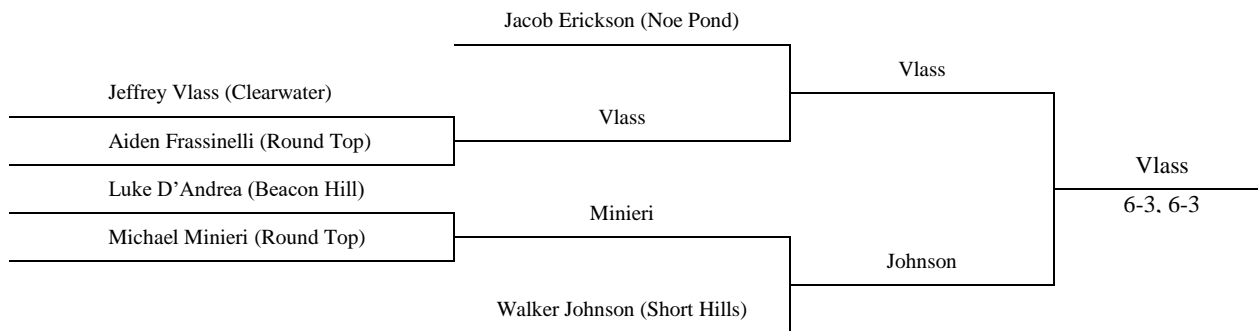 Jacob Erickson (Noe Pond)
Vlass
Jeffrey Vlass (Clearwater)
Vlass
Aiden Frassinelli (Round Top)
Vlass
Luke D’Andrea (Beacon Hill)
6-3, 6-3
Minieri
Michael Minieri (Round Top)
Johnson
Walker Johnson (Short Hills)